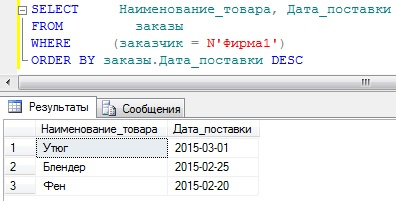 SELECT Наименование_товара, Дата_поставки
FROM заказы
WHERE (заказчик = N'Фирма1')
ORDER BY заказы.Дата_поставки DESC
Результаты Сообщения
Наименование_товара Дата_поставки
1 Утюг 2015-03-01
2 Блендер 2015-02-25
3 Фен 2015-02-20